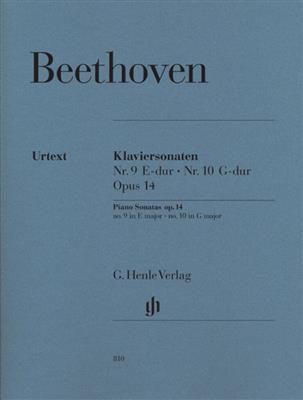 Beethoven
Urtext
Klaviersonaten
Nr. 9 E-dur · Nr. 10 G-dur
Opus 14
Piano Sonatas op. 14
no. 9 in E major · no. 10 in G major
G. Henle Verlag
810